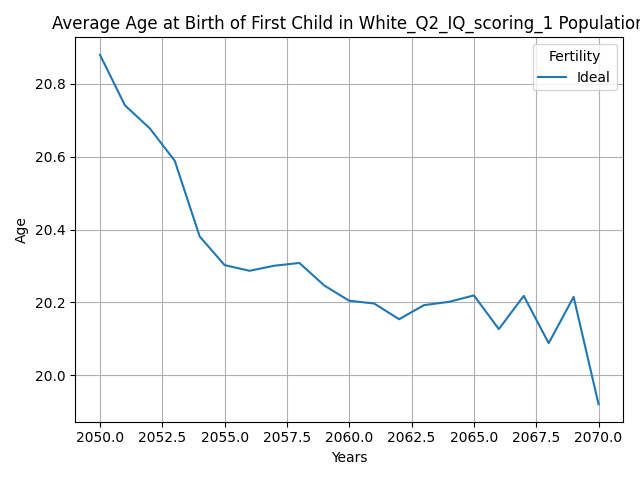 Average Age at Birth of First Child in White_Q2_IQ_scoring_1 Population
Fertility
Ideal
20.8
20.6
20.4
20.2
20.0
Age
2050.0 2052.5 2055.0 2057.5 2060.0 2062.5 2065.0 2067.5 2070.0
Years